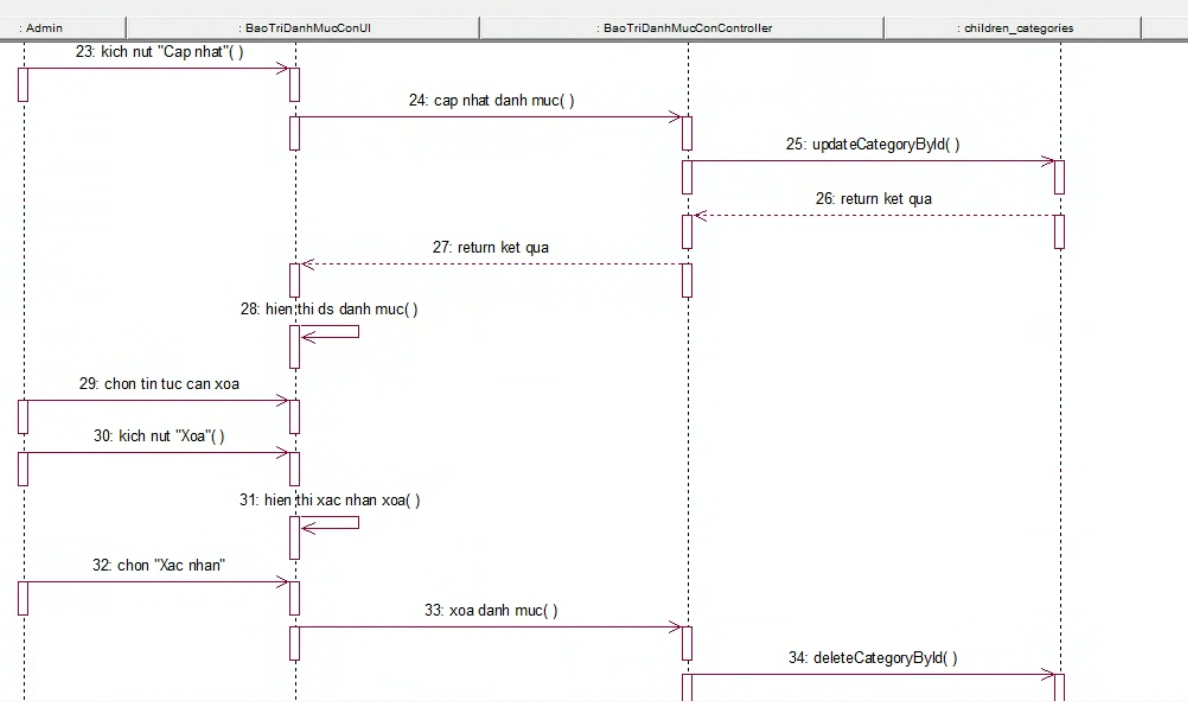 : Admin
: BaoTriDanhMucConUI
: BaoTriDanhMucConController
: children_categories
23: kich nut "Cap nhat"( )
24: cap nhat danh muc( )
25: updateCategoryById( )
26: return ket qua
27: return ket qua
28: hien thi ds danh muc( )
29: chon tin tuc can xoa
30: kich nut "Xoa"( )
31: hien thi xac nhan xoa( )
32: chon "Xac nhan"
33: xoa danh muc( )
34: deleteCategoryById( )